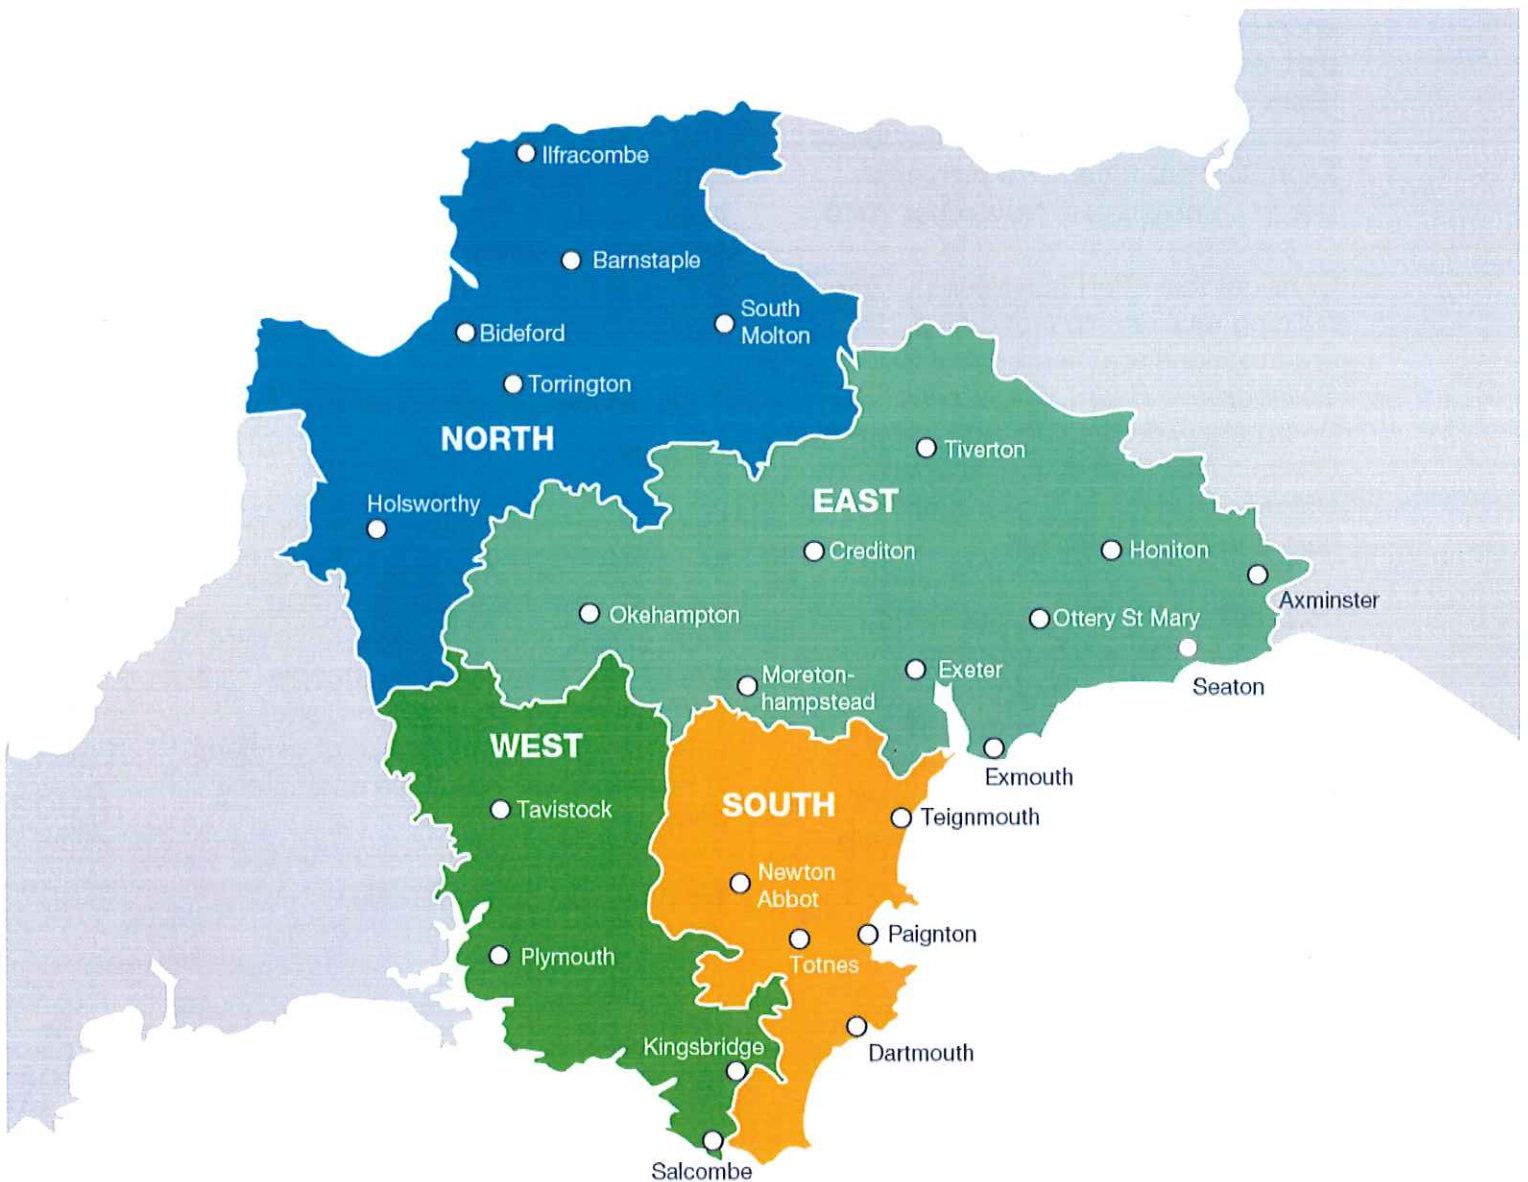 Ilfracombe
Barnstaple
South
Molton
Bideford
Torrington
NORTH
Tiverton
EAST
Holsworthy
Crediton
Honiton
Axminster
Okehampton
Ottery St Mary
Moreton-
hampstead
Exeter
Seaton
WEST
Exmouth
SOUTH
Tavistock
Teignmouth
Newton
Abbot
Paignton
Plymouth
Totnes
Kingsbridge
Dartmouth
Salcombe